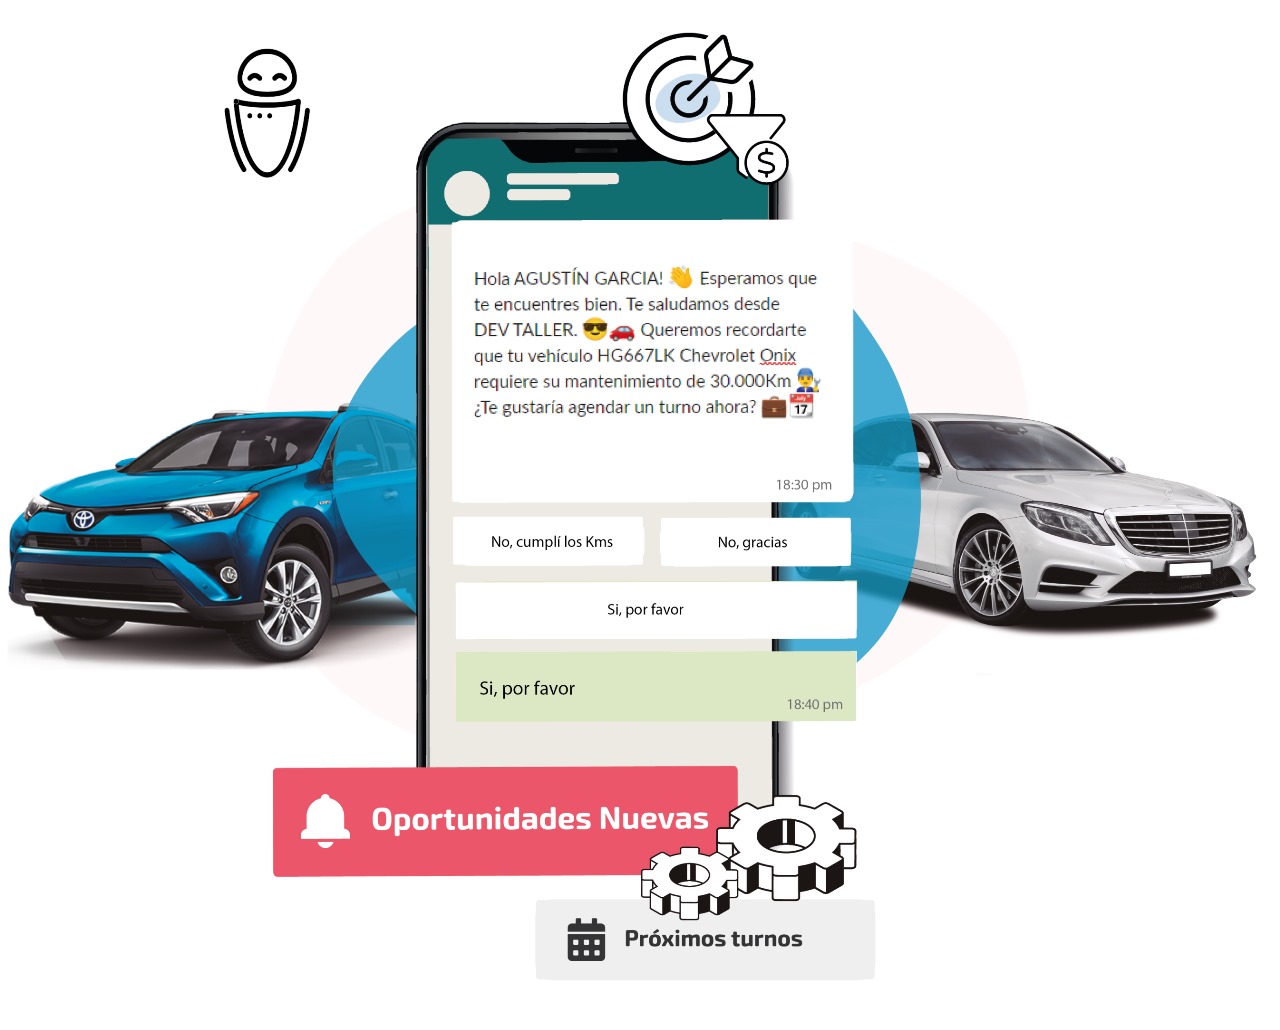 Hola AGUSTÍN GARCIA! 👋 Esperamos que
te encuentres bien. Te saludamos desde
DEV TALLER. 😎🚗 Queremos recordarte
que tu vehículo HG667LK Chevrolet Onix
requiere su mantenimiento de 30.000Km 👨‍🔧
¿Te gustaría agendar un turno ahora? 💼📅
18:30 pm
No, cumplí los Kms
No, gracias
Si, por favor
Si, por favor
18:40 pm
Oportunidades Nuevas
Próximos turnos
$